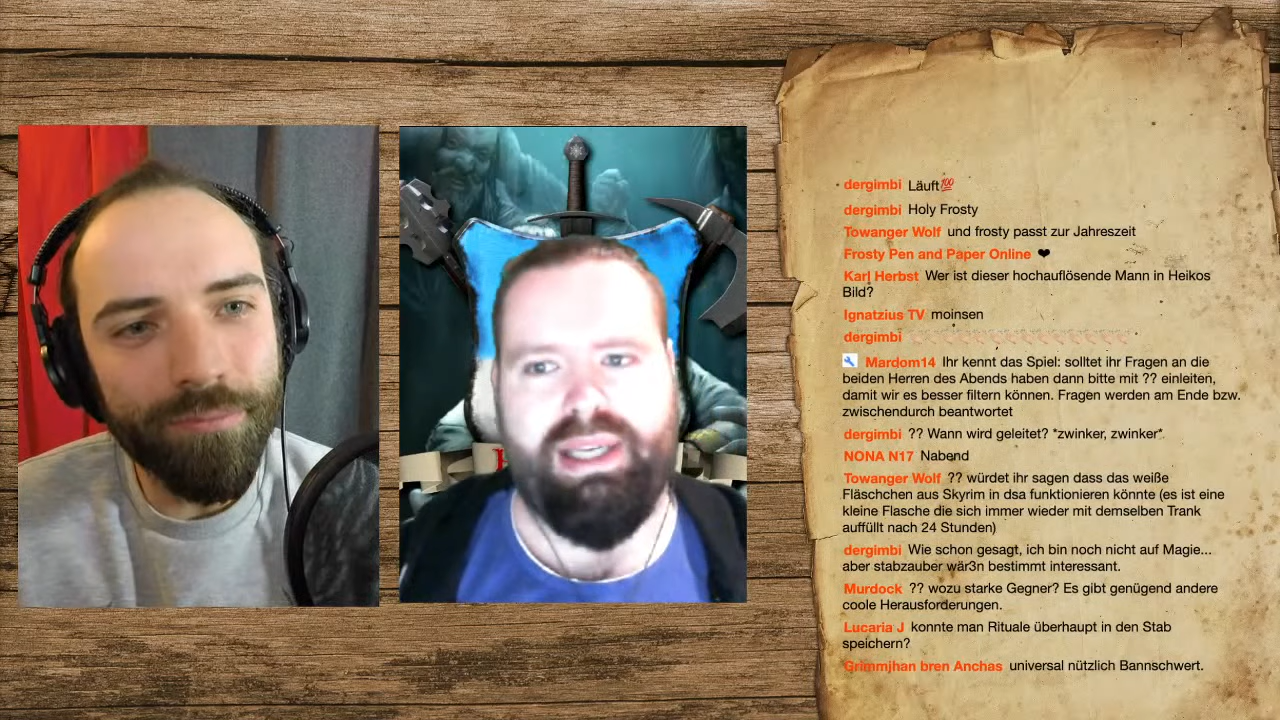 dergimbi Läuft💯
dergimbi Holy Frosty
Towanger Wolf und frosty passt zur Jahreszeit
Frosty Pen and Paper Online ❤
Karl Herbst Wer ist dieser hochauflösende Mann in Heikos
Bild?
Ignatzius TV moinsen
dergimbi
Mardom14 Ihr kennt das Spiel: solltet ihr Fragen an die
beiden Herren des Abends haben dann bitte mit ?? einleiten,
damit wir es besser filtern können. Fragen werden am Ende bzw.
zwischendurch beantwortet
dergimbi ?? Wann wird geleitet? *zwinker, zwinker*
NONA N17 Nabend
Towanger Wolf ?? würdet ihr sagen dass das weiße
Fläschchen aus Skyrim in dsa funktionieren könnte (es ist eine
kleine Flasche die sich immer wieder mit demselben Trank
auffüllt nach 24 Stunden)
dergimbi Wie schon gesagt, ich bin noch nicht auf Magie...
aber stabzauber wär3n bestimmt interessant.
Murdock ?? wozu starke Gegner? Es gibt genügend andere
coole Herausforderungen.
Lucaria J konnte man Rituale überhaupt in den Stab
speichern?
Grimmjhan bren Anchas universal nützlich Bannschwert.